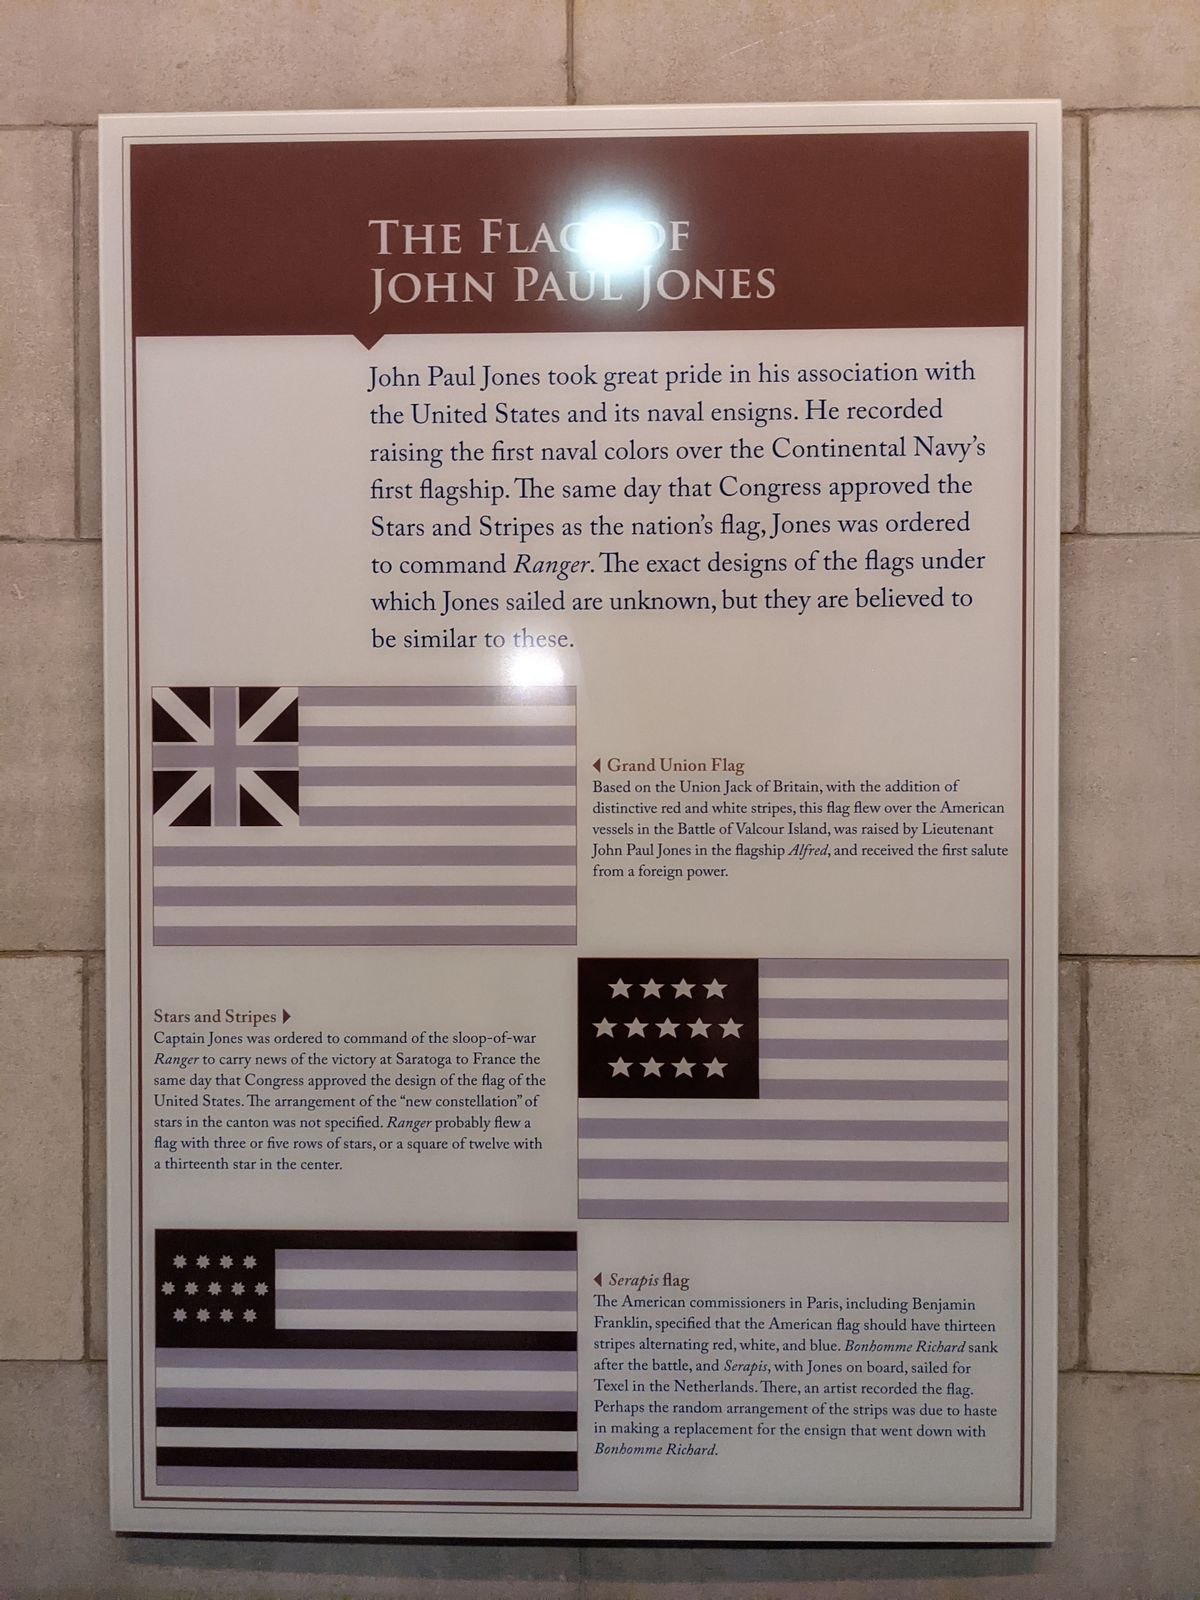 THE FLAGS OF
JOHN PAUL JONES
John Paul Jones took great pride in his association with
the United States and its naval ensigns. He recorded
raising the first naval colors over the Continental Navy's
first flagship. The same day that Congress approved the
Stars and Stripes as the nation's flag, Jones was ordered
to command Ranger. The exact designs of the flags under
which Jones sailed are unknown, but they are believed to
be similar to these.
Grand Union Flag
Based on the Union Jack of Britain, with the addition of
distinctive red and white stripes, this flag flew over the American
vessels in the Battle of Valcour Island, was raised by Lieutenant
John Paul Jones in the flagship Alfred, and received the first salute
from a foreign power.
Stars and Stripes
Captain Jones was ordered to command of the sloop-of-war
Ranger to carry news of the victory at Saratoga to France the
same day that Congress approved the design of the flag of the
United States. The arrangement of the “new constellation” of
stars in the canton was not specified. Ranger probably flew a
flag with three or five rows of stars, or a square of twelve with
a thirteenth star in the center.
Serapis flag
The American commissioners in Paris, including Benjamin
Franklin, specified that the American flag should have thirteen
stripes alternating red, white, and blue. Bonhomme Richard sank
after the battle, and Serapis, with Jones on board, sailed for
Texel in the Netherlands. There, an artist recorded the flag.
Perhaps the random arrangement of the strips was due to haste
in making a replacement for the ensign that went down with
Bonhomme Richard.